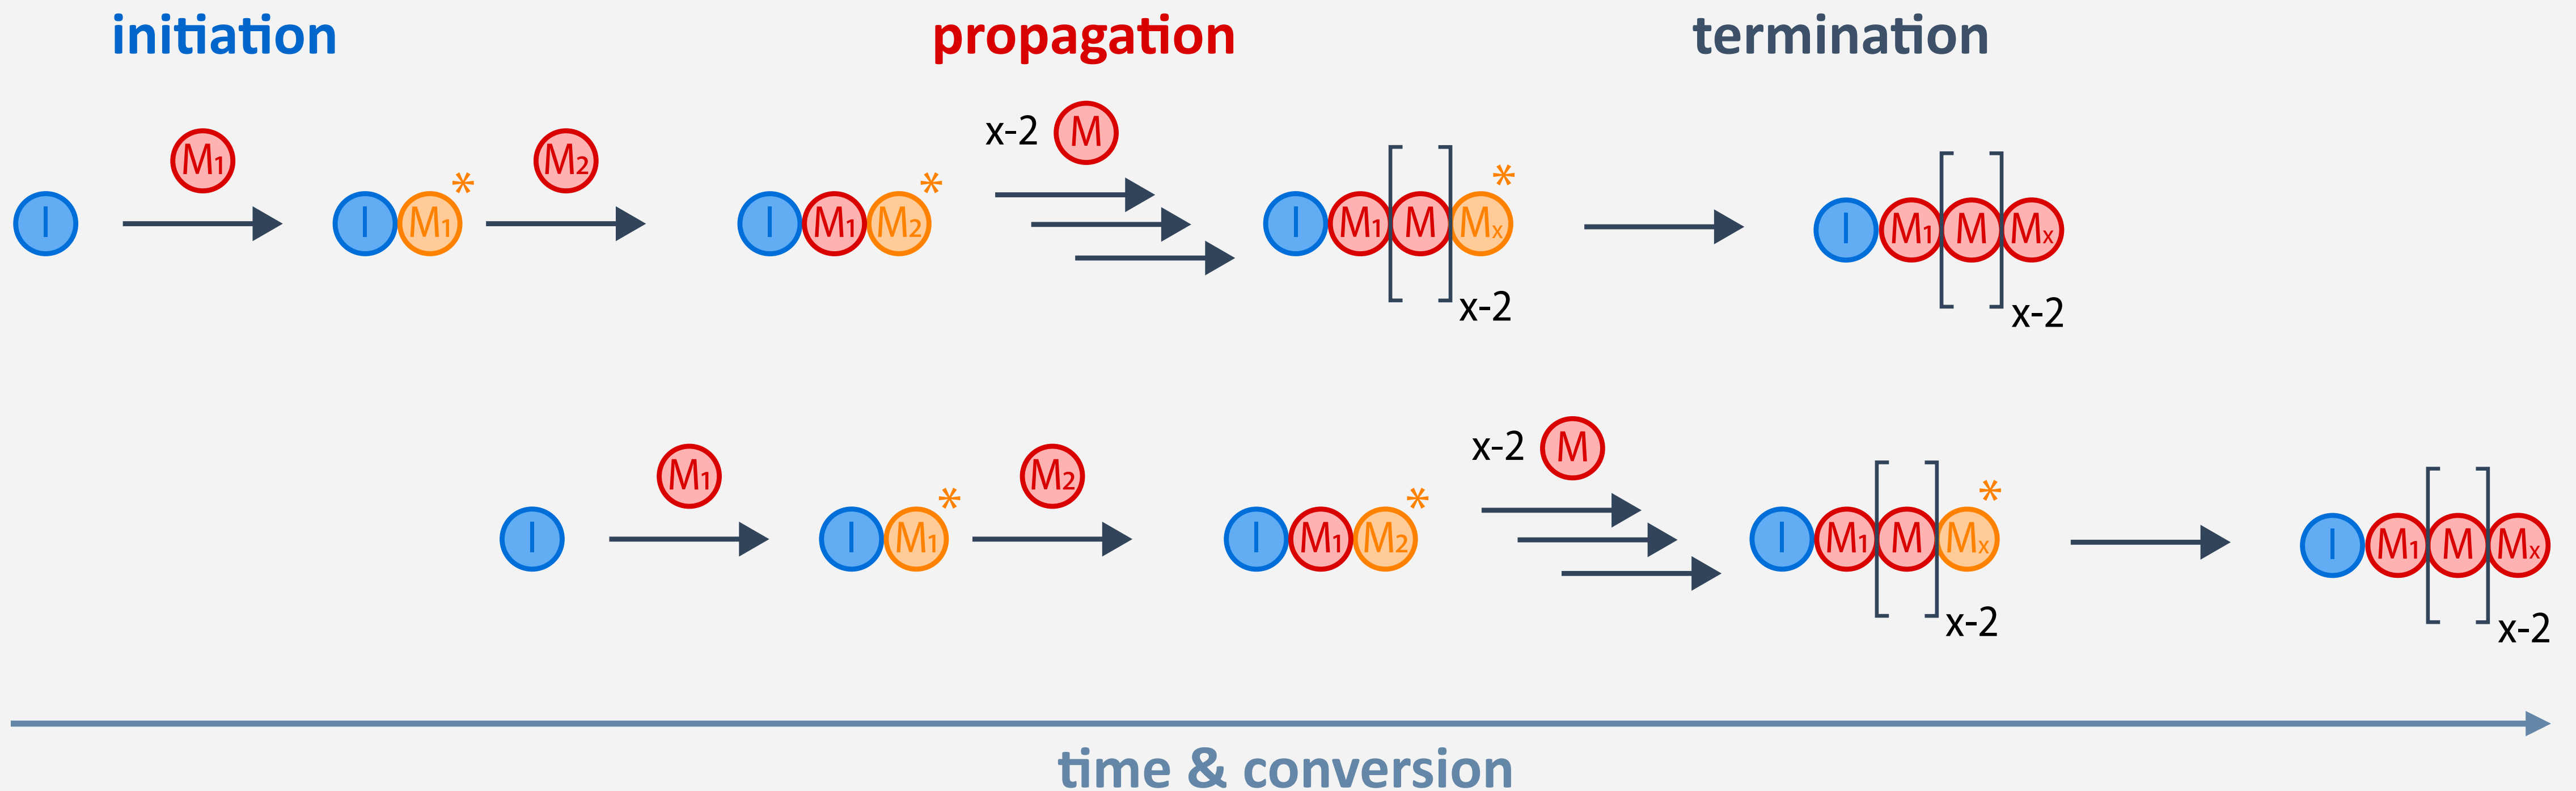 initiation propagation termination
x-2 M
M1 M2
I I M1 * I M1 M2 * I M1 M Mx * I M1 M Mx
x-2 x-2
x-2 M
M1 M2
I I M1 * I M1 M2 * I M1 M Mx * I M1 M Mx
x-2 x-2
time & conversion